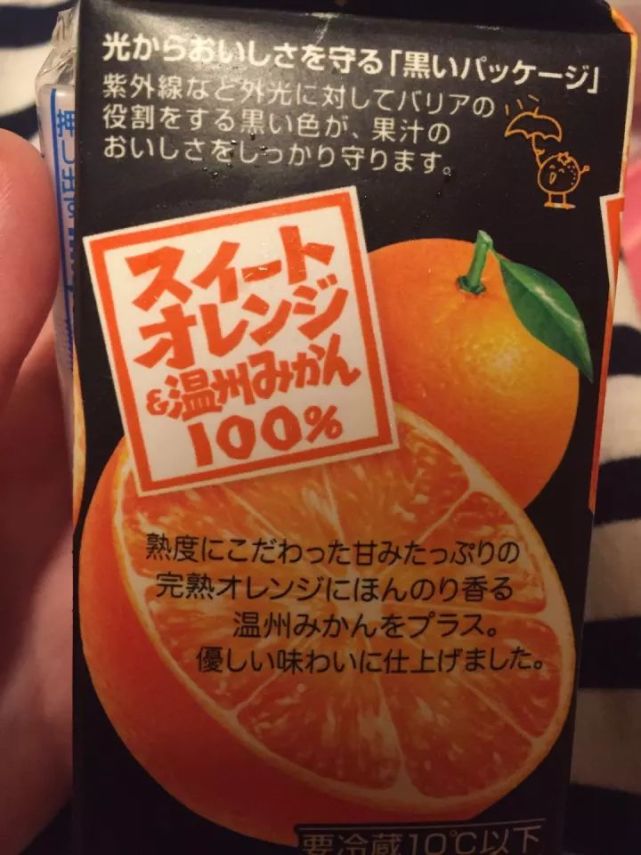 光からおいしさを守る「黒いパッケージ」
紫外線など外光に対してバリアの
役割をする黒い色が、果汁の
おいしさをしっかり守ります。
押し出す
スイート
オレンジ
&温州みかん
100%
熟度にこだわった甘みたっぷりの
完熟オレンジにほんのり香る
温州みかんをプラス。
優しい味わいに仕上げました。
要冷蔵10℃以下